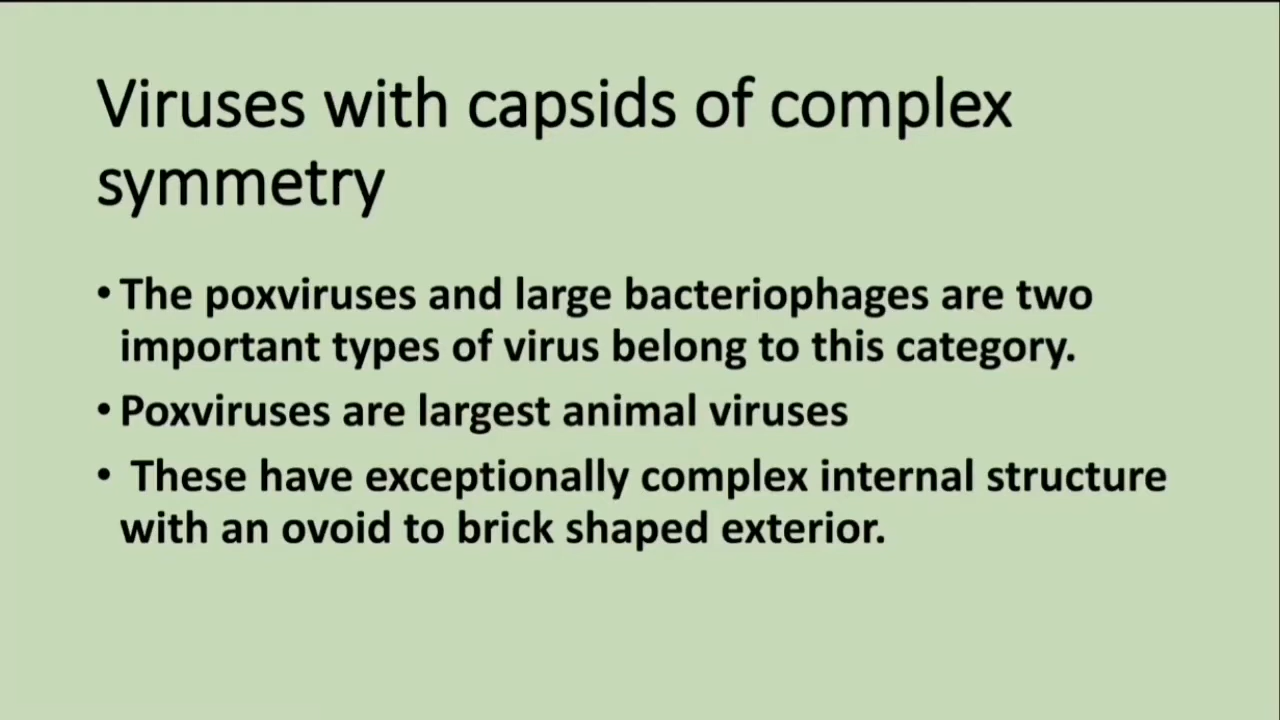 Viruses with capsids of complex
symmetry
• The poxviruses and large bacteriophages are two
important types of virus belong to this category.
• Poxviruses are largest animal viruses
• These have exceptionally complex internal structure
with an ovoid to brick shaped exterior.